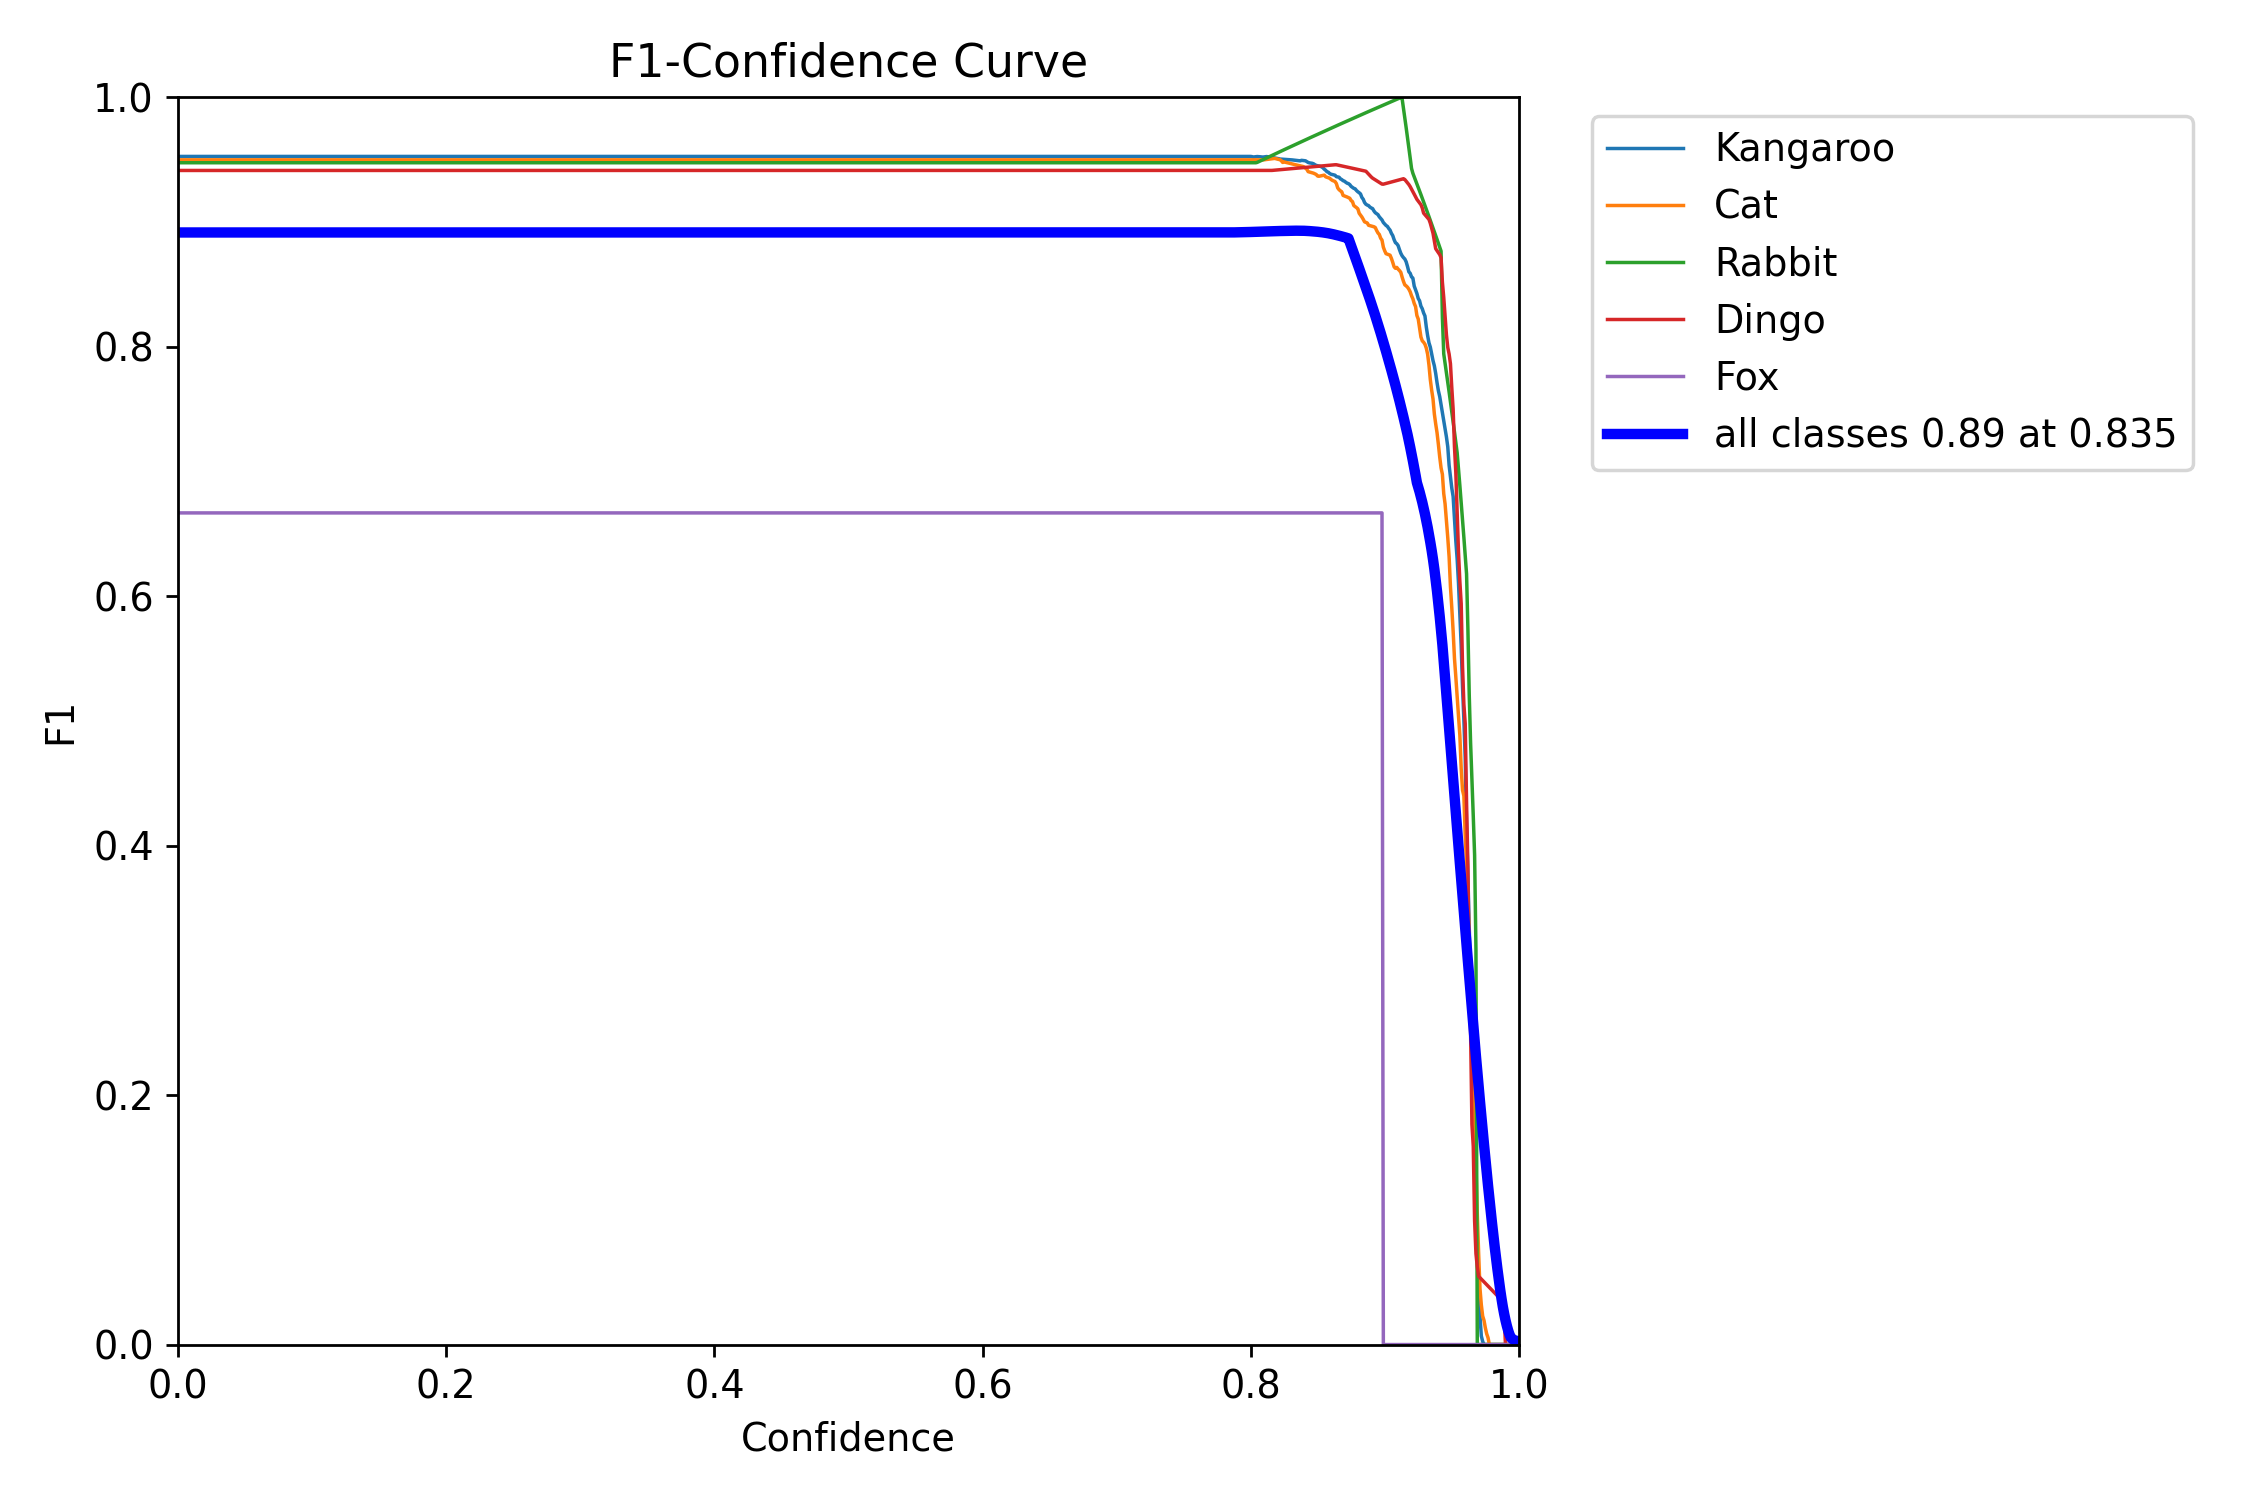 F1-Confidence Curve
1.0
0.8
0.6
0.4
0.2
0.0
F1
0.0 0.2 0.4 0.6 0.8 1.0
Confidence
Kangaroo
Cat
Rabbit
Dingo
Fox
all classes 0.89 at 0.835